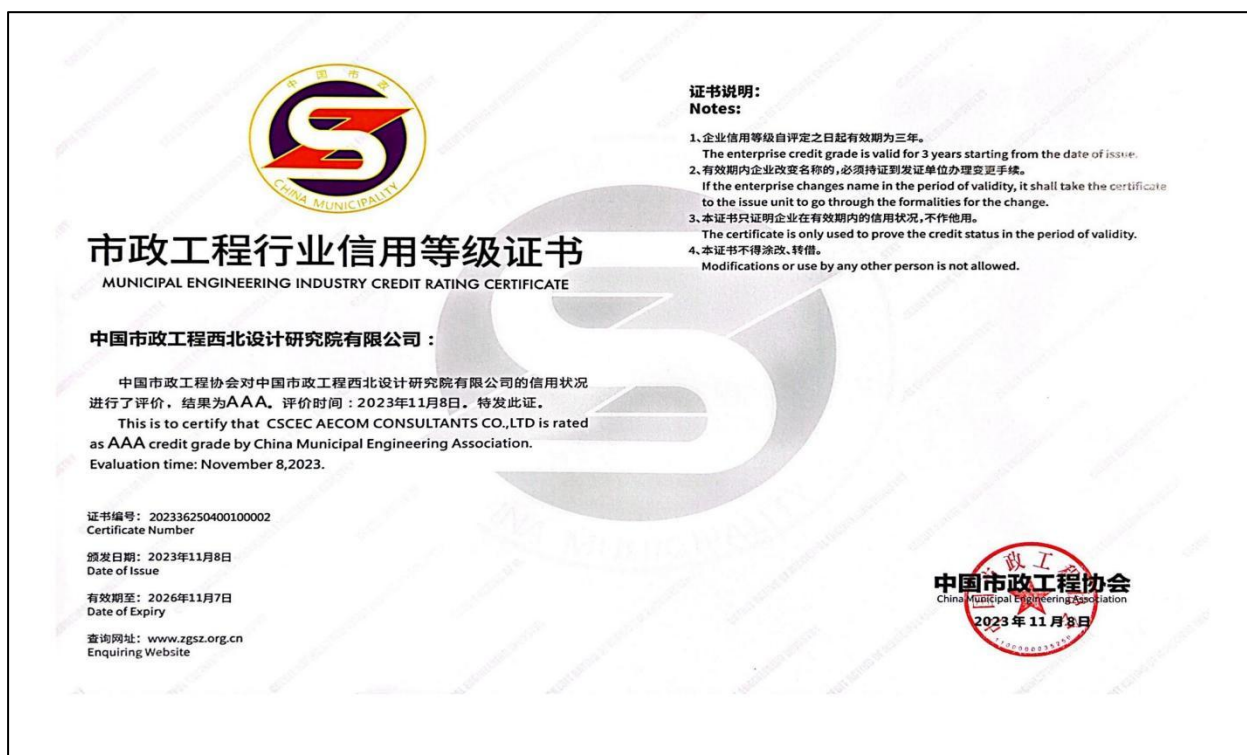 中国市政
CHINA MUNICIPALITY
市政工程行业信用等级证书
MUNICIPAL ENGINEERING INDUSTRY CREDIT RATING CERTIFICATE
中国市政工程西北设计研究院有限公司：
中国市政工程协会对中国市政工程西北设计研究院有限公司的信用状况
进行了评价，结果为AAA。评价时间：2023年11月8日。特发此证。
This is to certify that CSCEC AECOM CONSULTANTS CO.,LTD is rated
as AAA credit grade by China Municipal Engineering Association.
Evaluation time: November 8,2023.
证书编号：202336250400100002
Certificate Number
颁发日期：2023年11月8日
Date of Issue
有效期至：2026年11月7日
Date of Expiry
查询网址：www.zgsz.org.cn
Enquiring Website
证书说明：
Notes:
1、企业信用等级自评定之日起有效期为三年。
The enterprise credit grade is valid for 3 years starting from the date of issue.
2、有效期内企业改变名称的，必须持证到发证单位办理变更手续。
If the enterprise changes name in the period of validity, it shall take the certificate
to the issue unit to go through the formalities for the change.
3、本证书只证明企业在有效期内的信用状况，不作他用。
The certificate is only used to prove the credit status in the period of validity.
4、本证书不得涂改、转借。
Modifications or use by any other person is not allowed.
中国市政工程协会
China Municipal Engineering Association
2023年11月8日